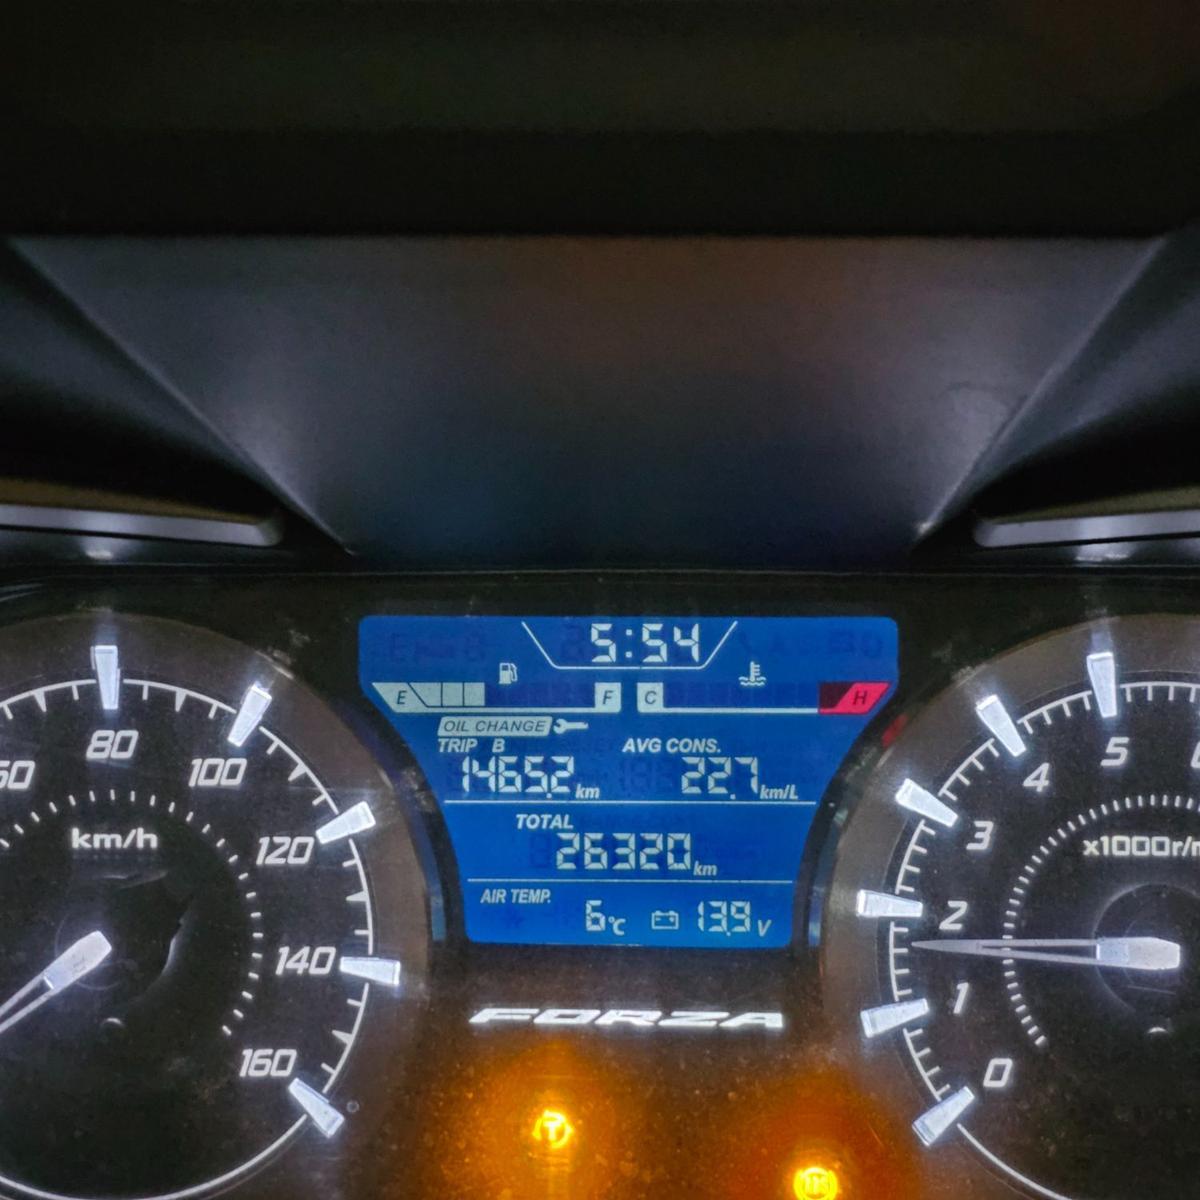 5:54
E F C H
OIL CHANGE
TRIP B AVG CONS.
1465.2 km 22.7 km/L
TOTAL
26320 km
AIR TEMP.
6°C 13.9 V
FORZA
80
100
120
140
160
km/h
5
4
3
2
1
0
T